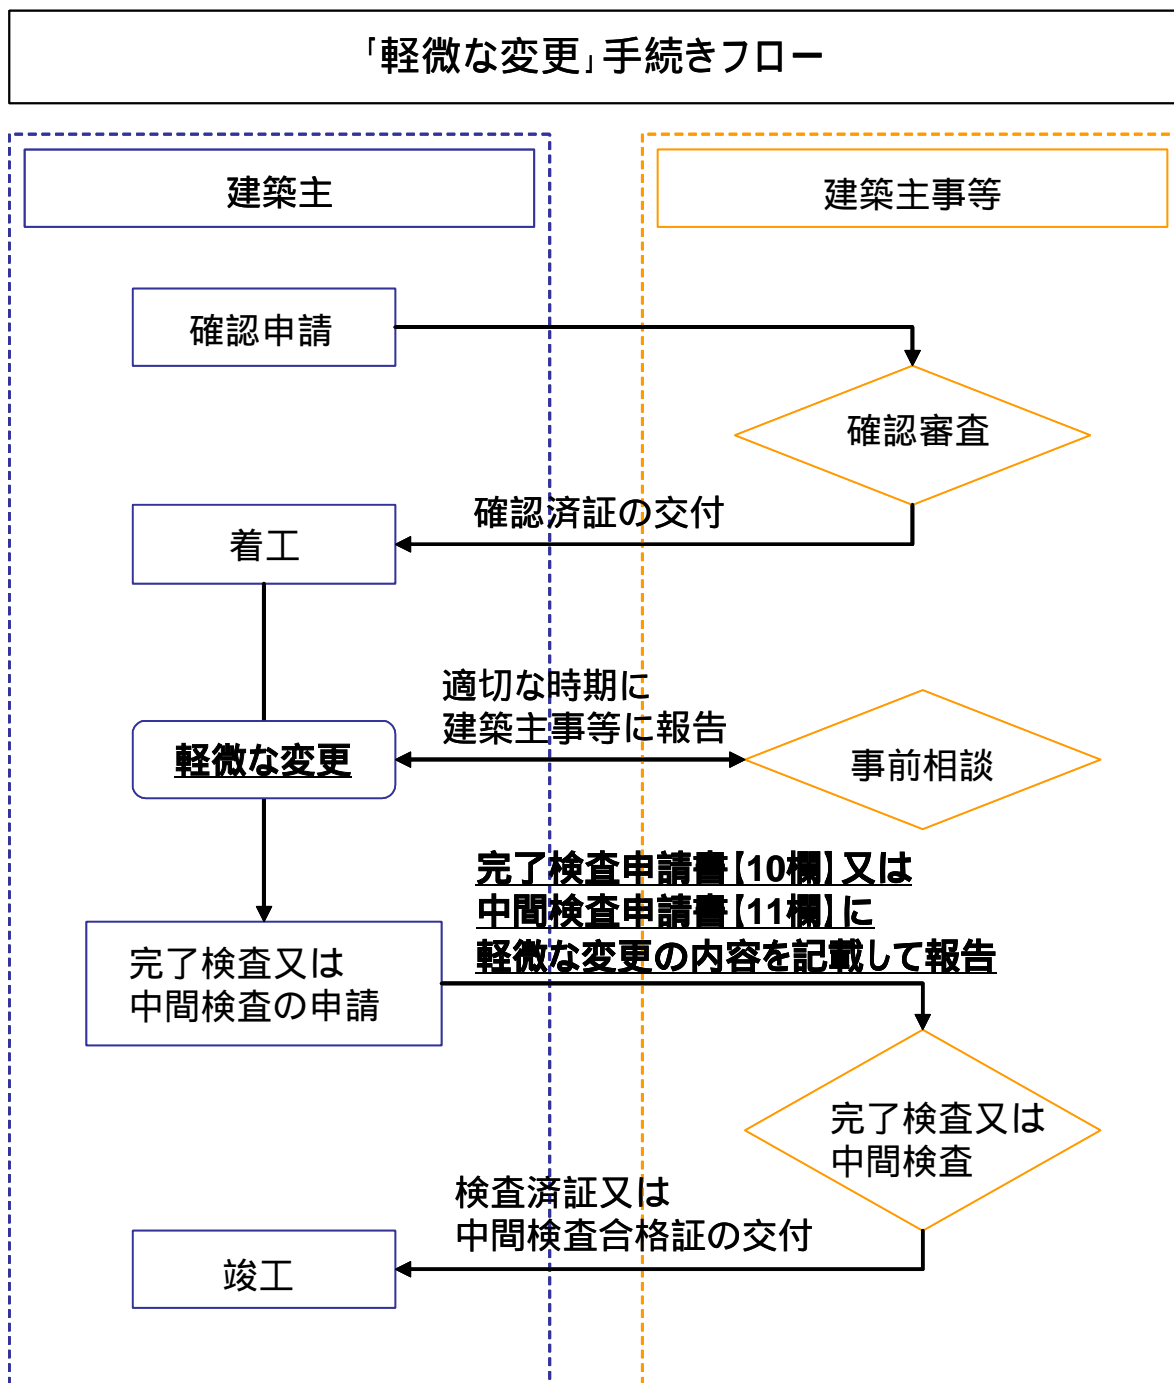 「軽微な変更」手続きフロー
建築主
建築主事等
確認申請
確認審査
確認済証の交付
着工
適切な時期に
建築主事等に報告
軽微な変更
事前相談
完了検査申請書【10欄】又は
中間検査申請書【11欄】に
軽微な変更の内容を記載して報告
完了検査又は
中間検査の申請
完了検査又は
中間検査
検査済証又は
中間検査合格証の交付
竣工